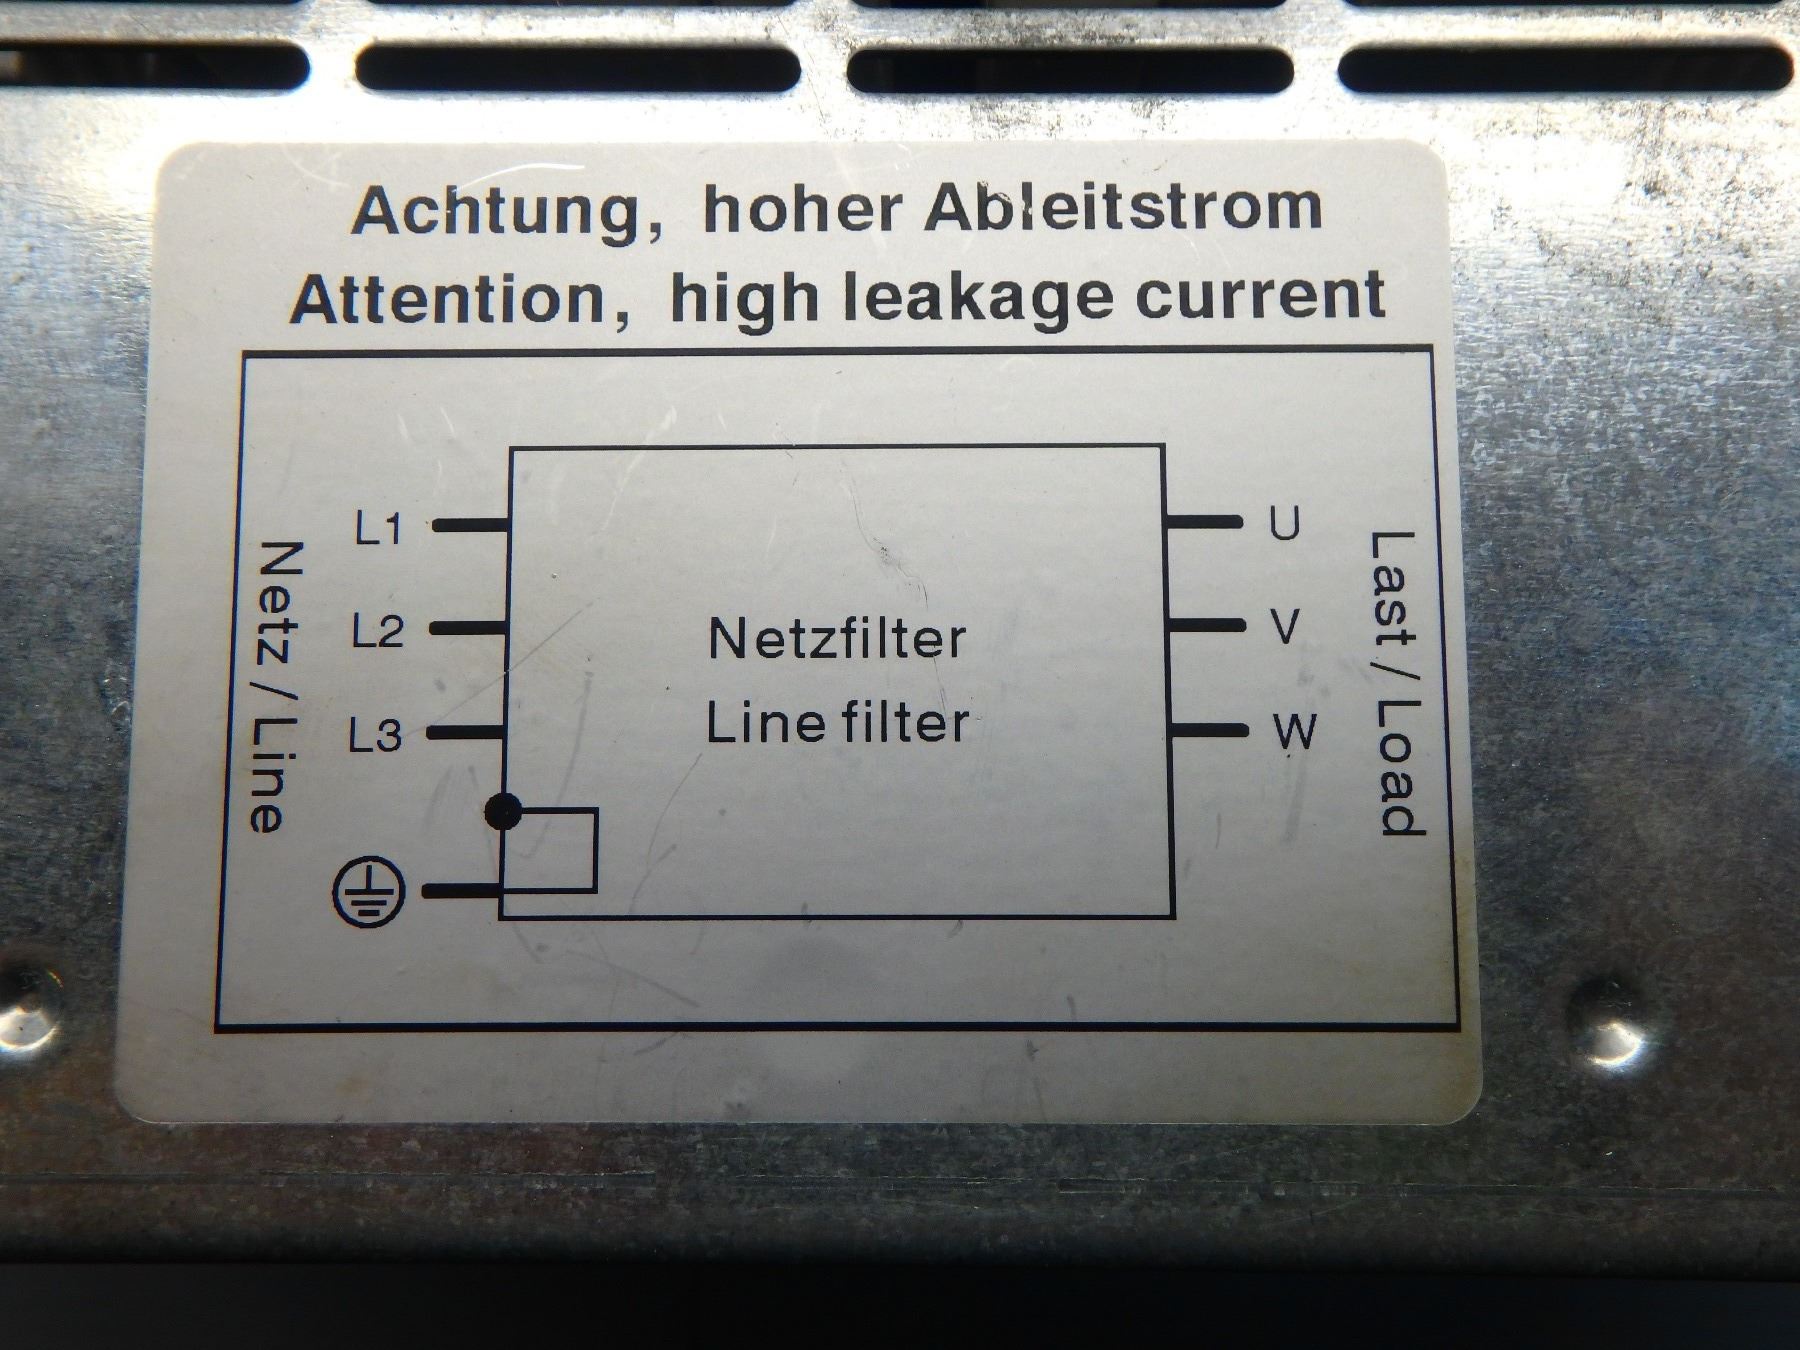 Achtung, hoher Ableitstrom
Attention, high leakage current
Netz / Line
L1
L2
L3
Netzfilter
Line filter
U
V
W
Last / Load